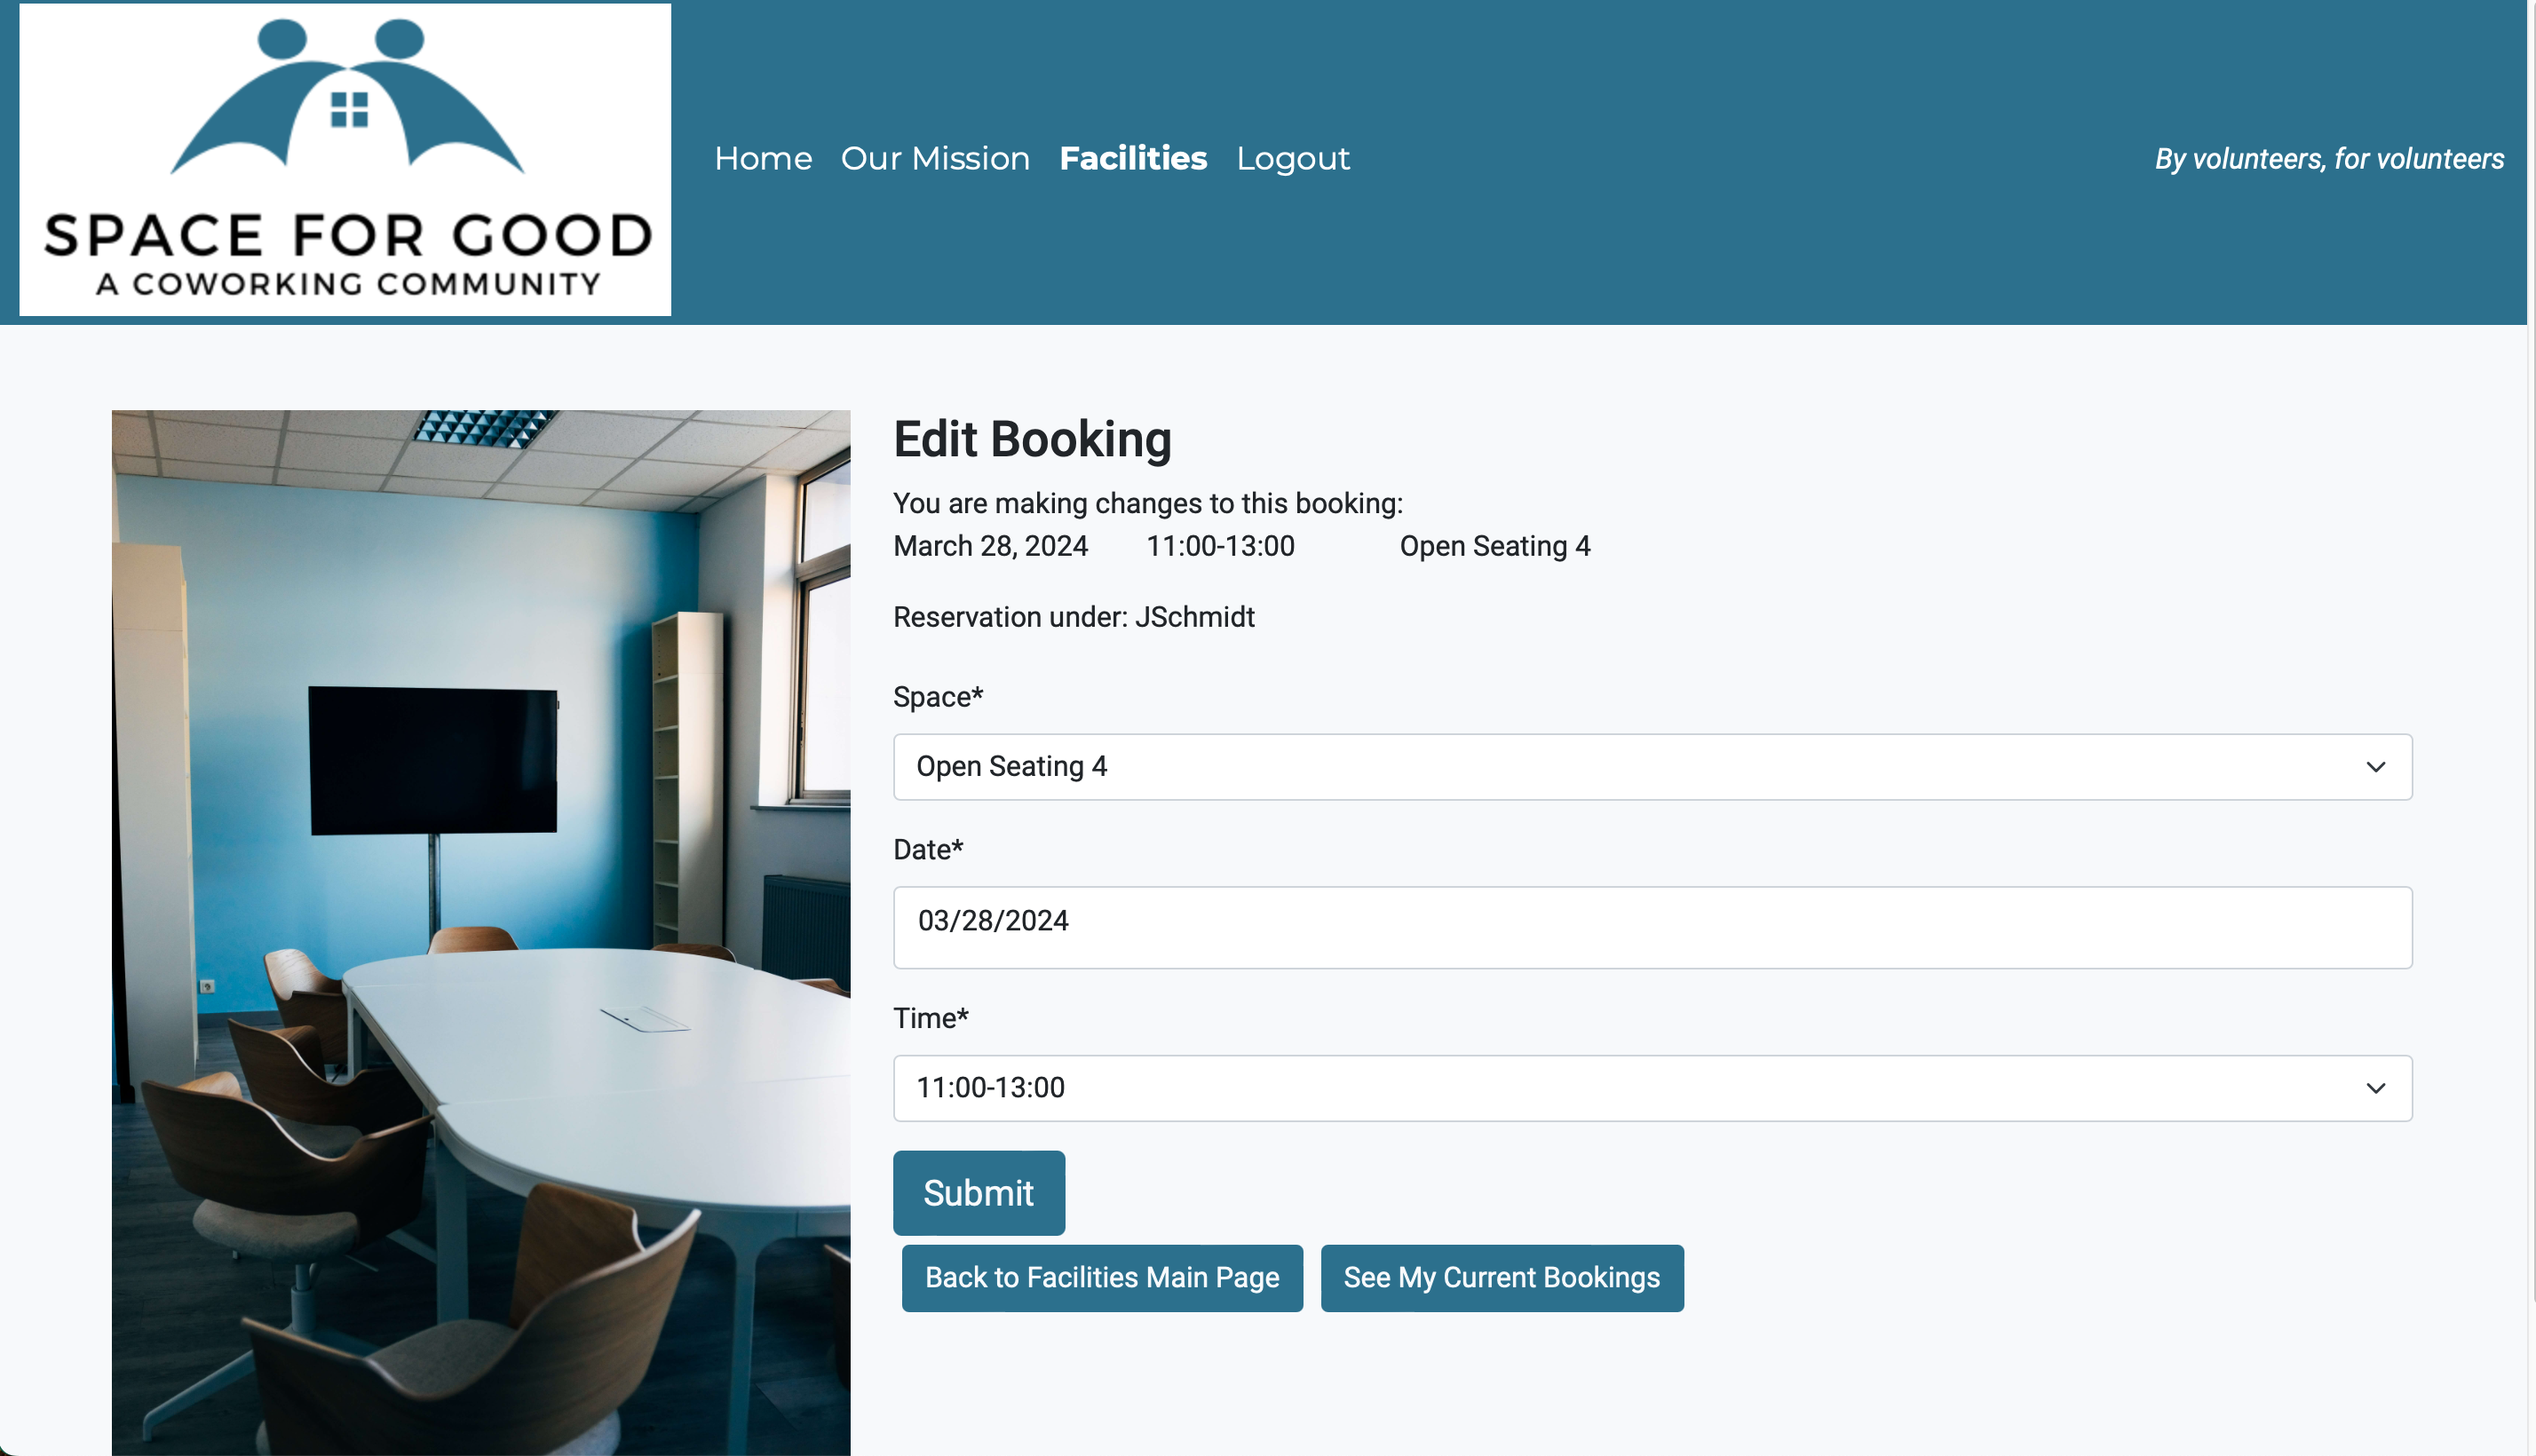 SPACE FOR GOOD
A COWORKING COMMUNITY
Home Our Mission Facilities Logout
By volunteers, for volunteers
Edit Booking
You are making changes to this booking:
March 28, 2024 11:00-13:00 Open Seating 4
Reservation under: JSchmidt
Space*
Open Seating 4
Date*
03/28/2024
Time*
11:00-13:00
Submit
Back to Facilities Main Page See My Current Bookings